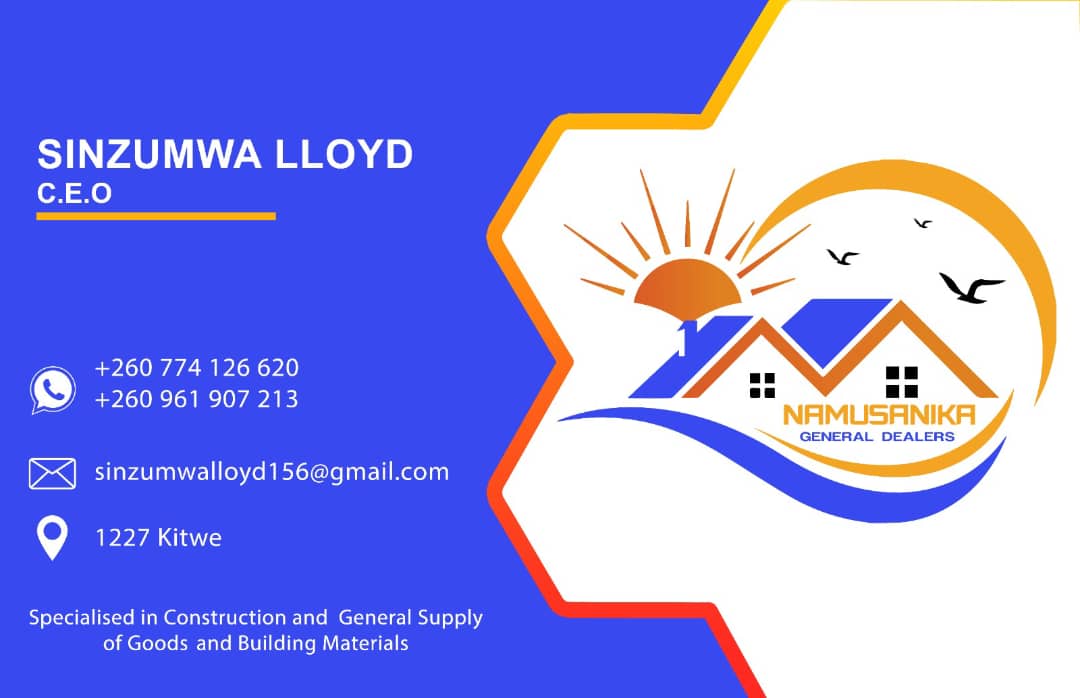 SINZUMWA LLOYD
C.E.O
+260 774 126 620
+260 961 907 213
sinzumwalloyd156@gmail.com
1227 Kitwe
Specialised in Construction and General Supply
of Goods and Building Materials
1
NAMUSANIKA
GENERAL DEALERS